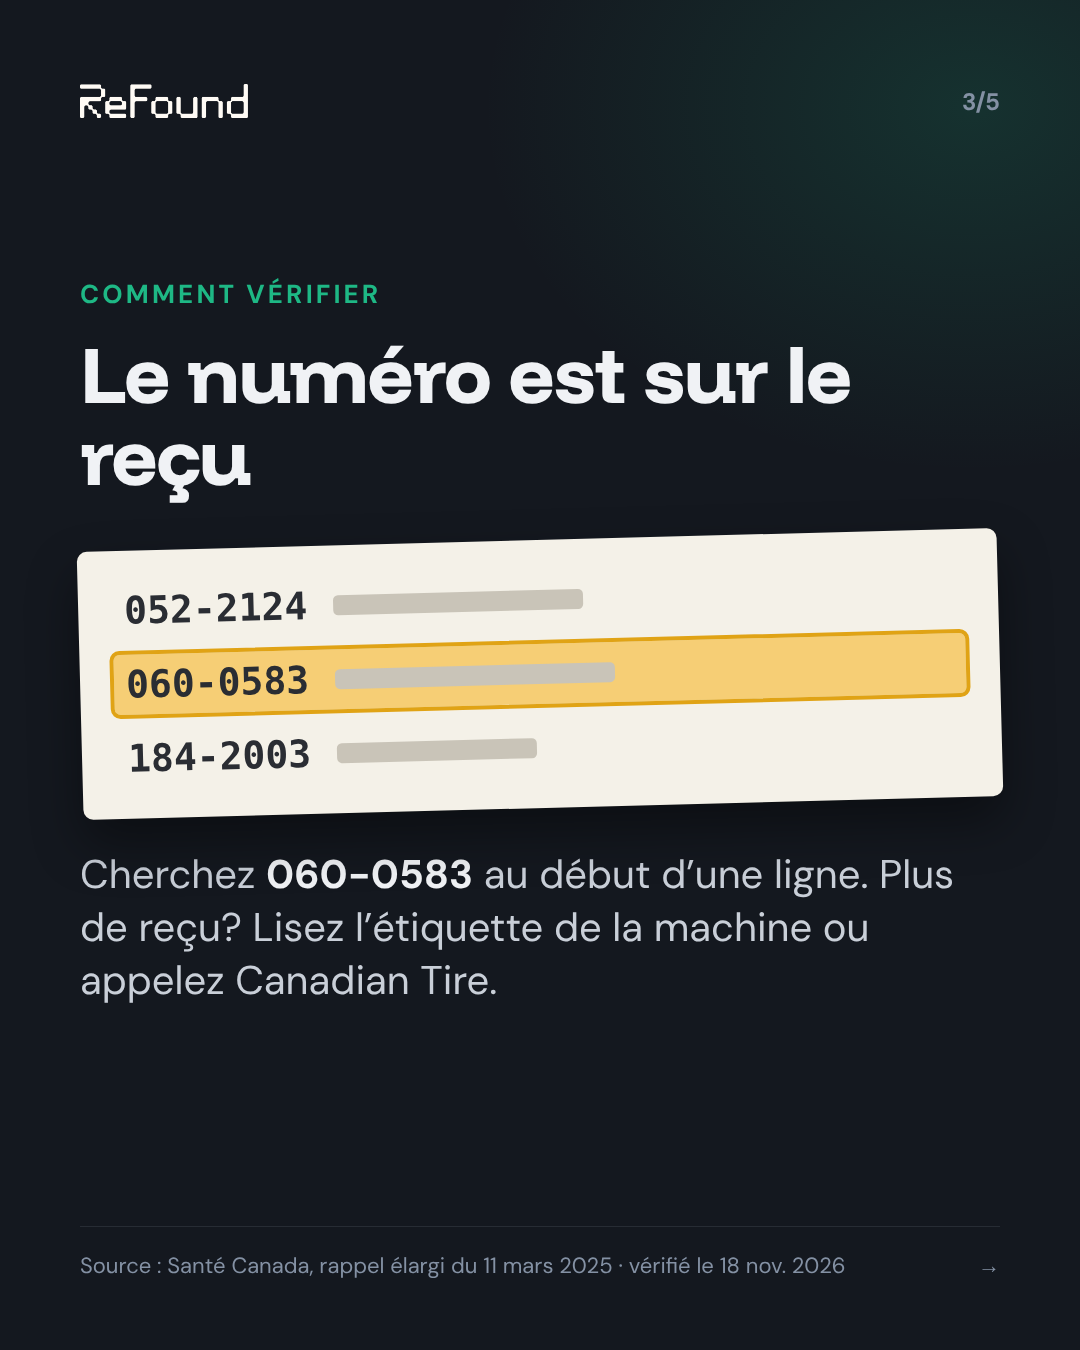 ReFound
3/5
COMMENT VÉRIFIER
Le numéro est sur le
reçu
052-2124
060-0583
184-2003
Cherchez 060-0583 au début d’une ligne. Plus
de reçu? Lisez l’étiquette de la machine ou
appelez Canadian Tire.
Source : Santé Canada, rappel élargi du 11 mars 2025 · vérifié le 18 nov. 2026 →